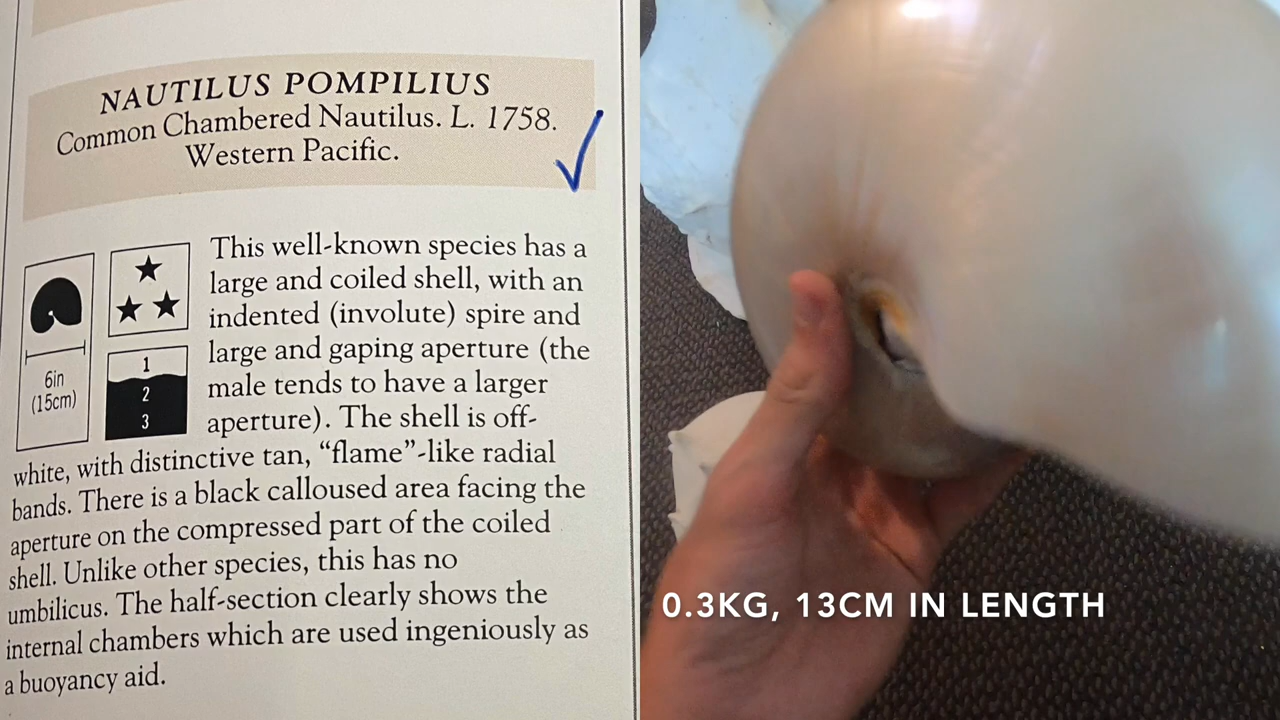 NAUTILUS POMPILIUS
Common Chambered Nautilus. L. 1758.
Western Pacific.
This well-known species has a
large and coiled shell, with an
indented (involute) spire and
large and gaping aperture (the
male tends to have a larger
aperture). The shell is off-
white, with distinctive tan, “flame”-like radial
bands. There is a black calloused area facing the
aperture on the compressed part of the coiled
shell. Unlike other species, this has no
umbilicus. The half-section clearly shows the
internal chambers which are used ingeniously as
a buoyancy aid.
6in
(15cm)
1
2
3
0.3KG, 13CM IN LENGTH